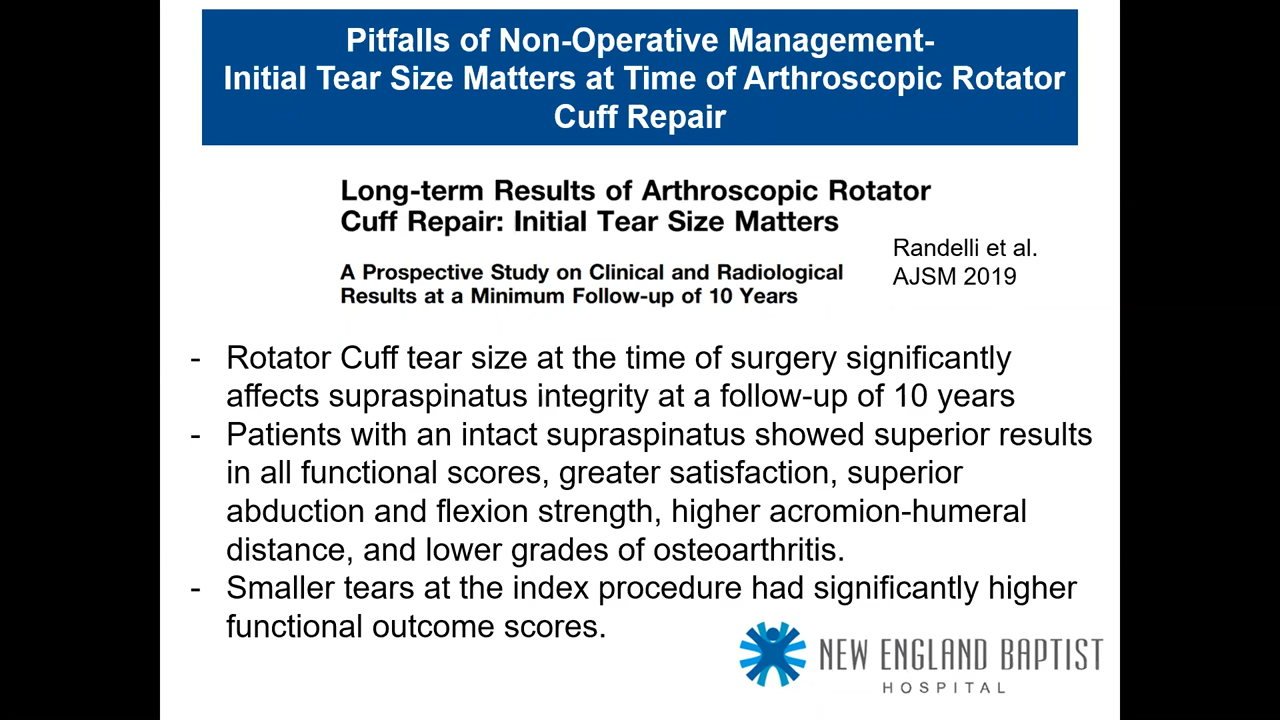 Pitfalls of Non-Operative Management-
Initial Tear Size Matters at Time of Arthroscopic Rotator
Cuff Repair
Long-term Results of Arthroscopic Rotator
Cuff Repair: Initial Tear Size Matters
A Prospective Study on Clinical and Radiological
Results at a Minimum Follow-up of 10 Years
Randelli et al.
AJSM 2019
- Rotator Cuff tear size at the time of surgery significantly
affects supraspinatus integrity at a follow-up of 10 years
- Patients with an intact supraspinatus showed superior results
in all functional scores, greater satisfaction, superior
abduction and flexion strength, higher acromion-humeral
distance, and lower grades of osteoarthritis.
- Smaller tears at the index procedure had significantly higher
functional outcome scores.
NEW ENGLAND BAPTIST
HOSPITAL